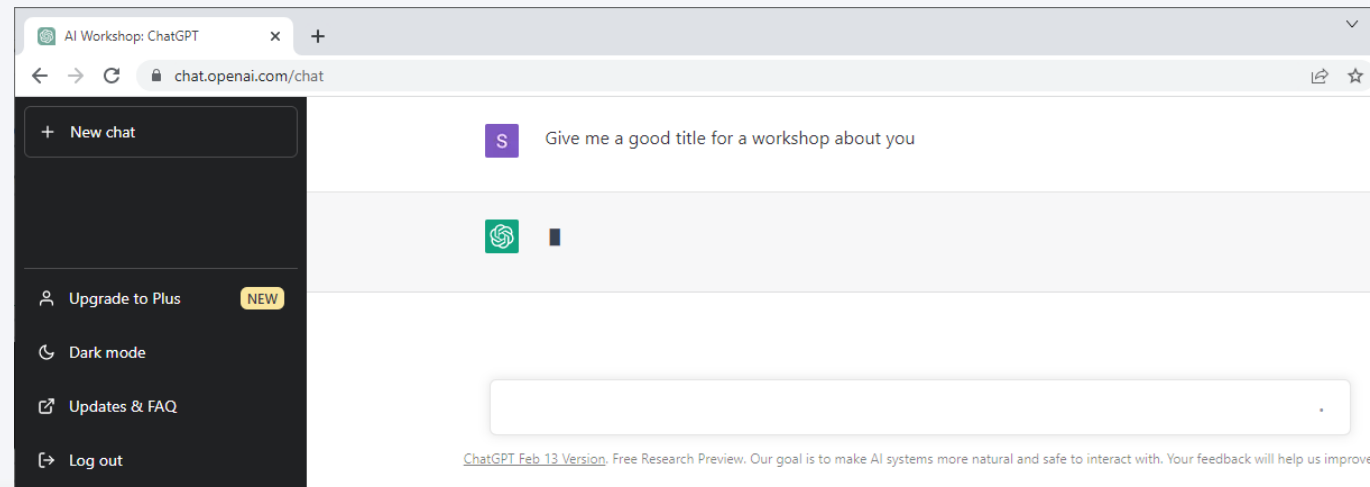 AI Workshop: ChatGPT
chat.openai.com/chat
New chat
S
Give me a good title for a workshop about you
Upgrade to Plus
NEW
Dark mode
Updates & FAQ
Log out
ChatGPT Feb 13 Version. Free Research Preview. Our goal is to make AI systems more natural and safe to interact with. Your feedback will help us improve